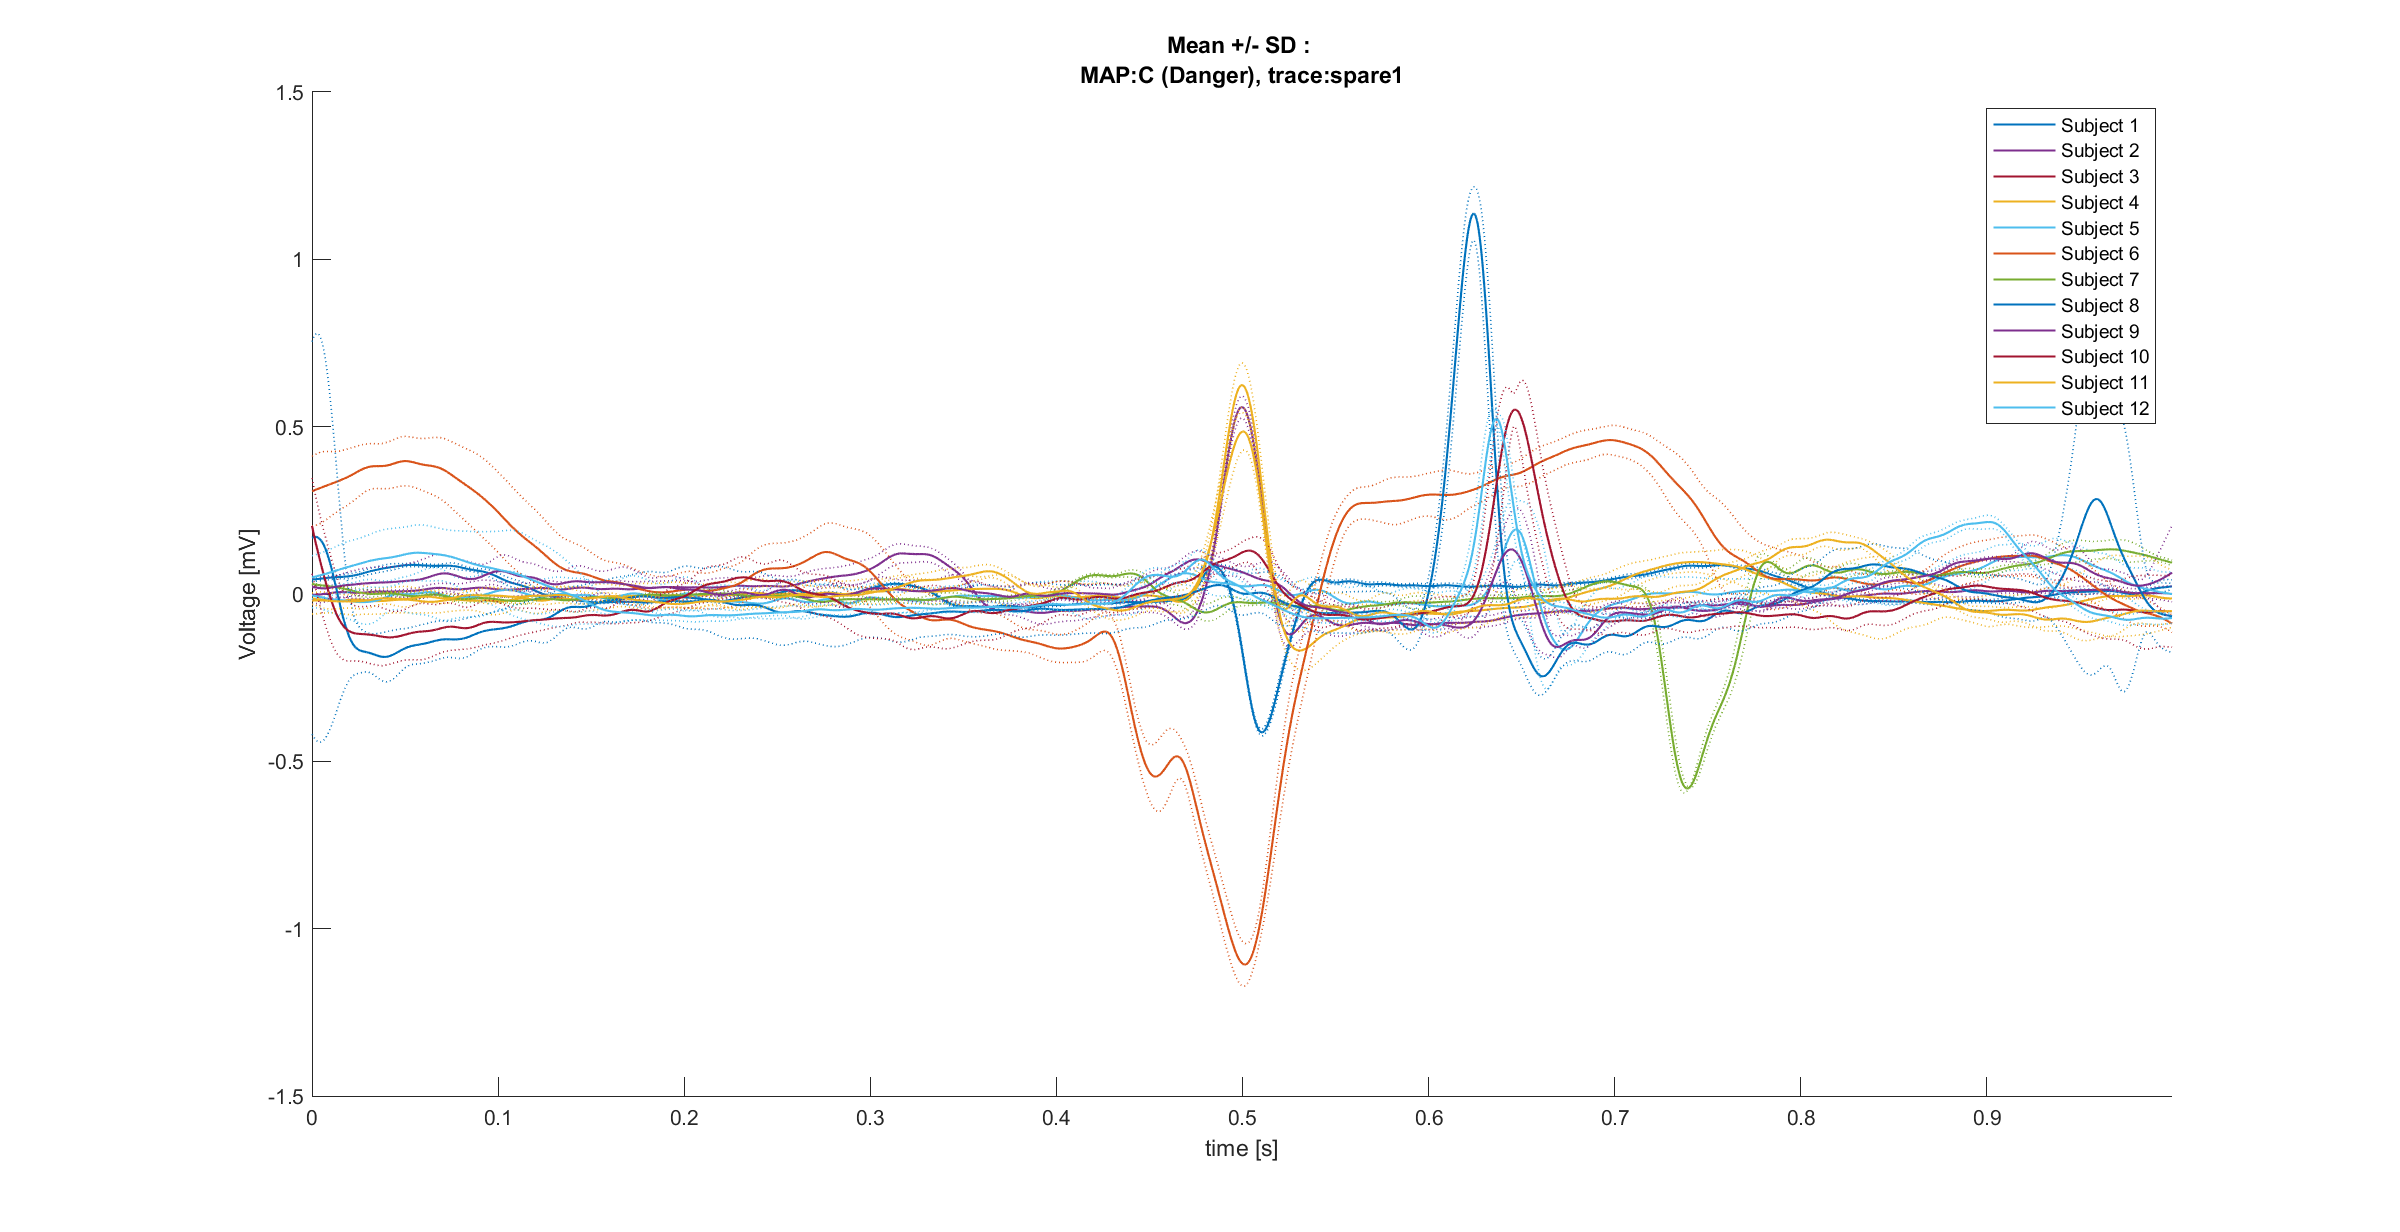 Mean +/- SD :
MAP:C (Danger), trace:spare1
1.5
1
0.5
0
-0.5
-1
-1.5
Voltage [mV]
Subject 1
Subject 2
Subject 3
Subject 4
Subject 5
Subject 6
Subject 7
Subject 8
Subject 9
Subject 10
Subject 11
Subject 12
0 0.1 0.2 0.3 0.4 0.5 0.6 0.7 0.8 0.9
time [s]